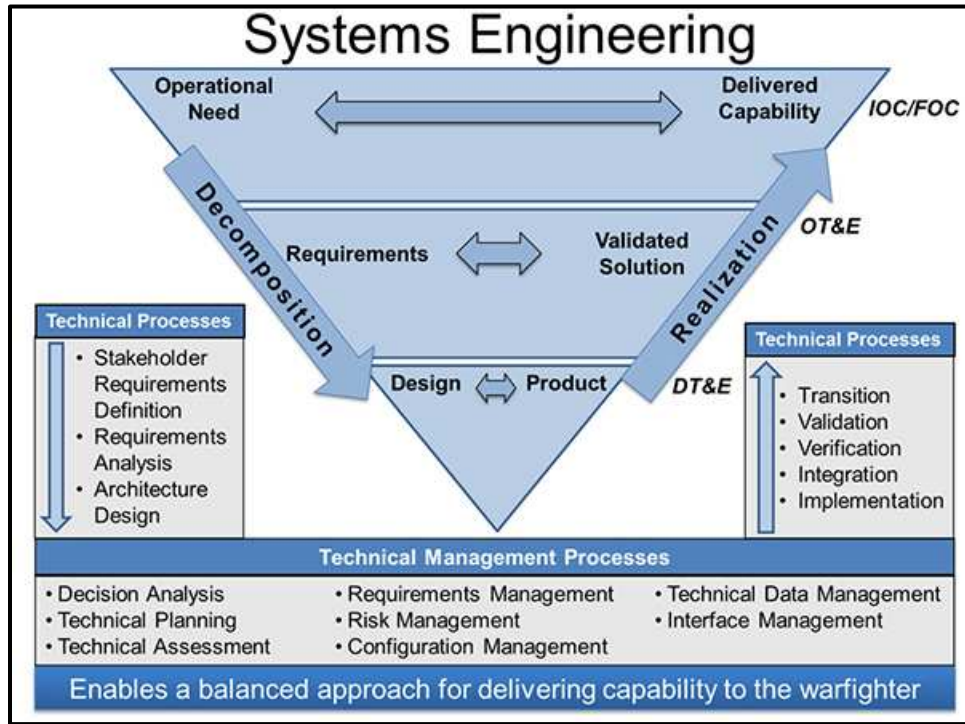 Systems Engineering
Operational
Need
Delivered
Capability
IOC/FOC
Decomposition
Realization
OT&E
Requirements
Validated
Solution
Design
Product
DT&E
Technical Processes
• Stakeholder
Requirements
Definition
• Requirements
Analysis
• Architecture
Design
Technical Processes
• Transition
• Validation
• Verification
• Integration
• Implementation
Technical Management Processes
• Decision Analysis
• Technical Planning
• Technical Assessment
• Requirements Management
• Risk Management
• Configuration Management
• Technical Data Management
• Interface Management
Enables a balanced approach for delivering capability to the warfighter